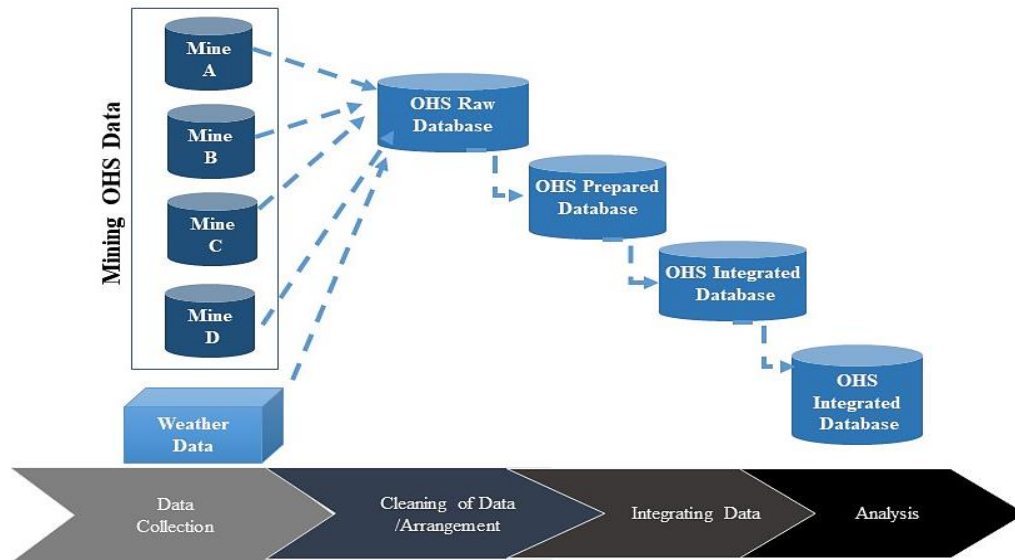 Mining OHS Data
Mine
A
Mine
B
Mine
C
Mine
D
Weather
Data
OHS Raw
Database
OHS Prepared
Database
OHS Integrated
Database
OHS
Integrated
Database
Data
Collection
Cleaning of Data
/Arrangement
Integrating Data
Analysis